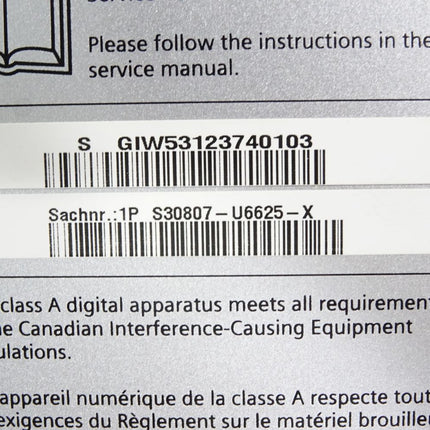 Please follow the instructions in the
service manual.
S GIW53123740103
Sachnr.:1P S30807-U6625-X
class A digital apparatus meets all requiremen
Canadian Interference-Causing Equipment
ulations.
appareil numérique de la classe A respecte tout
exigences du Règlement sur le matériel brouille